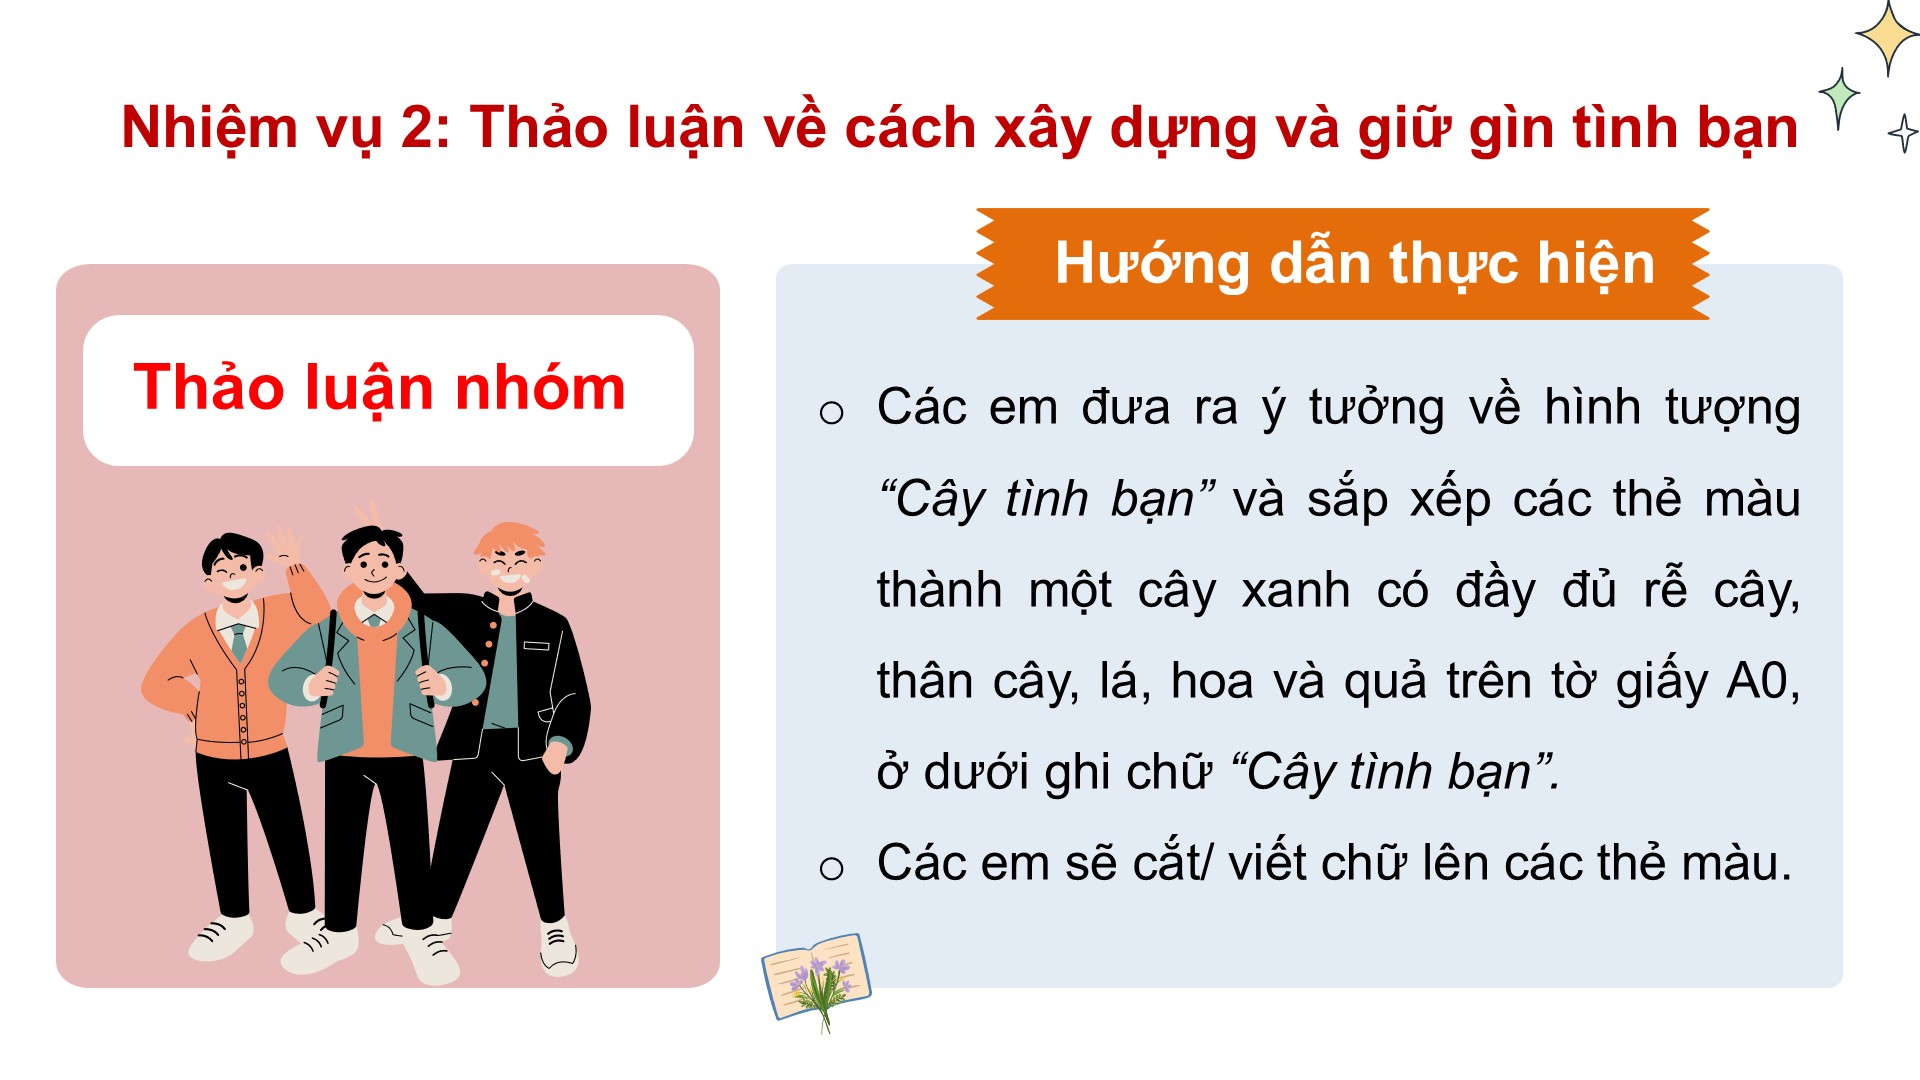 Nhiệm vụ 2: Thảo luận về cách xây dựng và giữ gìn tình bạn
Thảo luận nhóm
Hướng dẫn thực hiện
o Các em đưa ra ý tưởng về hình tượng
“Cây tình bạn” và sắp xếp các thẻ màu
thành một cây xanh có đầy đủ rễ cây,
thân cây, lá, hoa và quả trên tờ giấy A0,
ở dưới ghi chữ “Cây tình bạn”.
o Các em sẽ cắt/ viết chữ lên các thẻ màu.